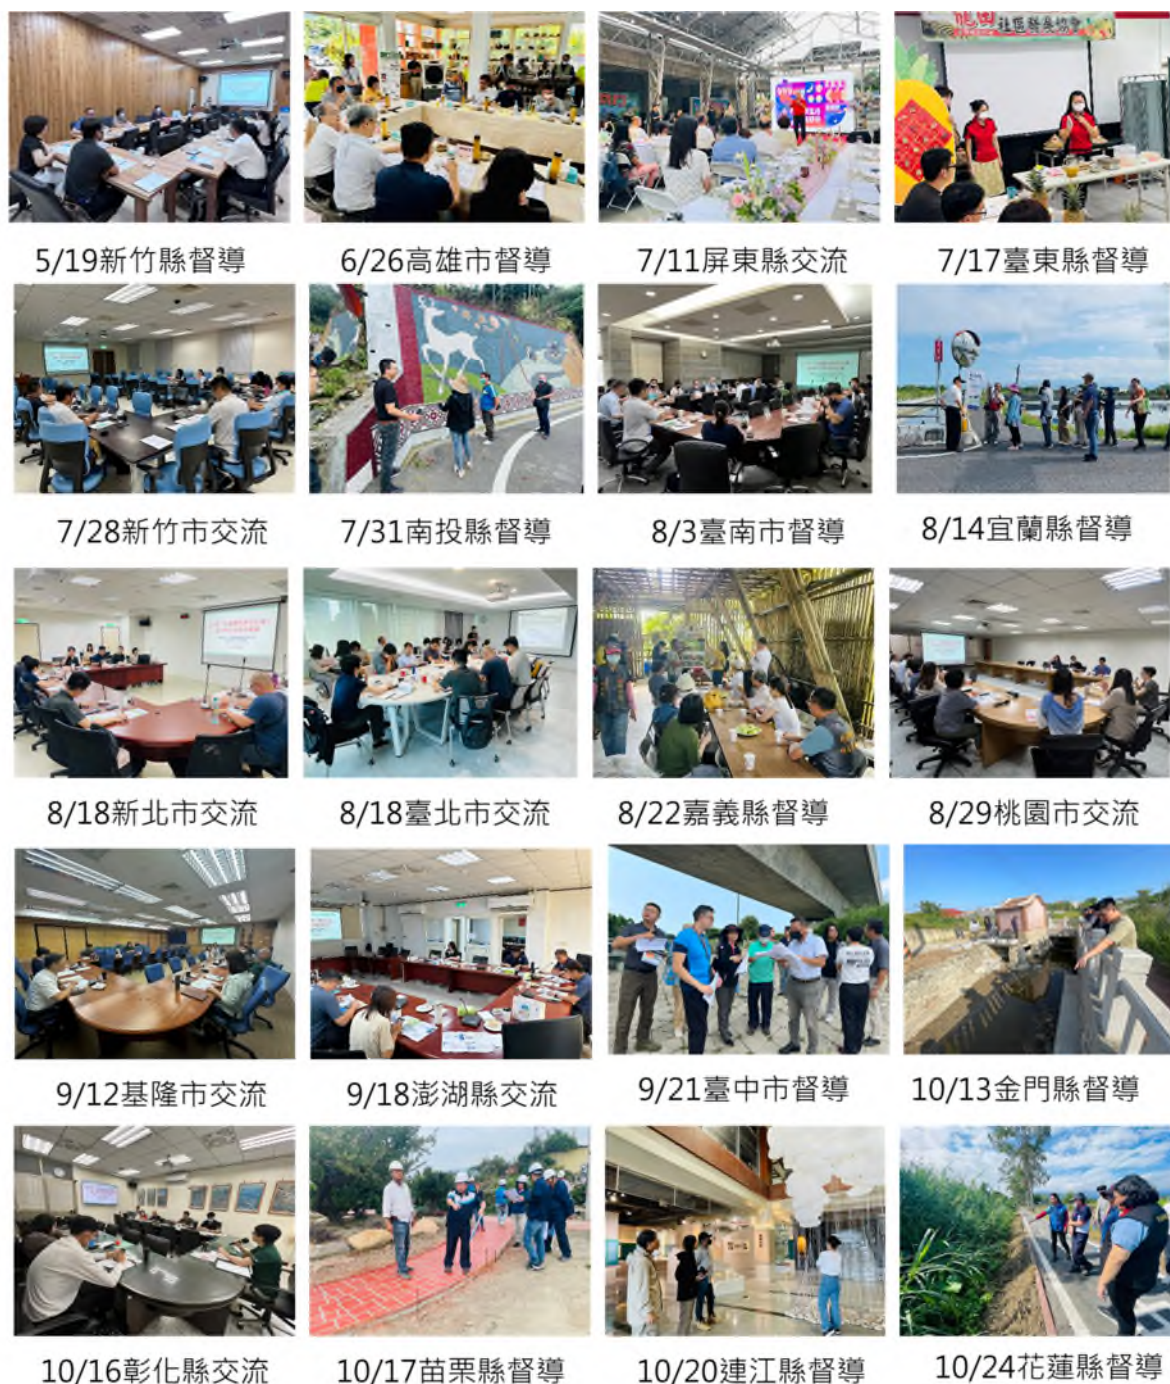 龍田
社區發展協會
5/19新竹縣督導
6/26高雄市督導
7/11屏東縣交流
7/17臺東縣督導
7/28新竹市交流
7/31南投縣督導
8/3臺南市督導
8/14宜蘭縣督導
8/18新北市交流
8/18臺北市交流
8/22嘉義縣督導
8/29桃園市交流
9/12基隆市交流
9/18澎湖縣交流
9/21臺中市督導
10/13金門縣督導
10/16彰化縣交流
10/17苗栗縣督導
10/20連江縣督導
10/24花蓮縣督導